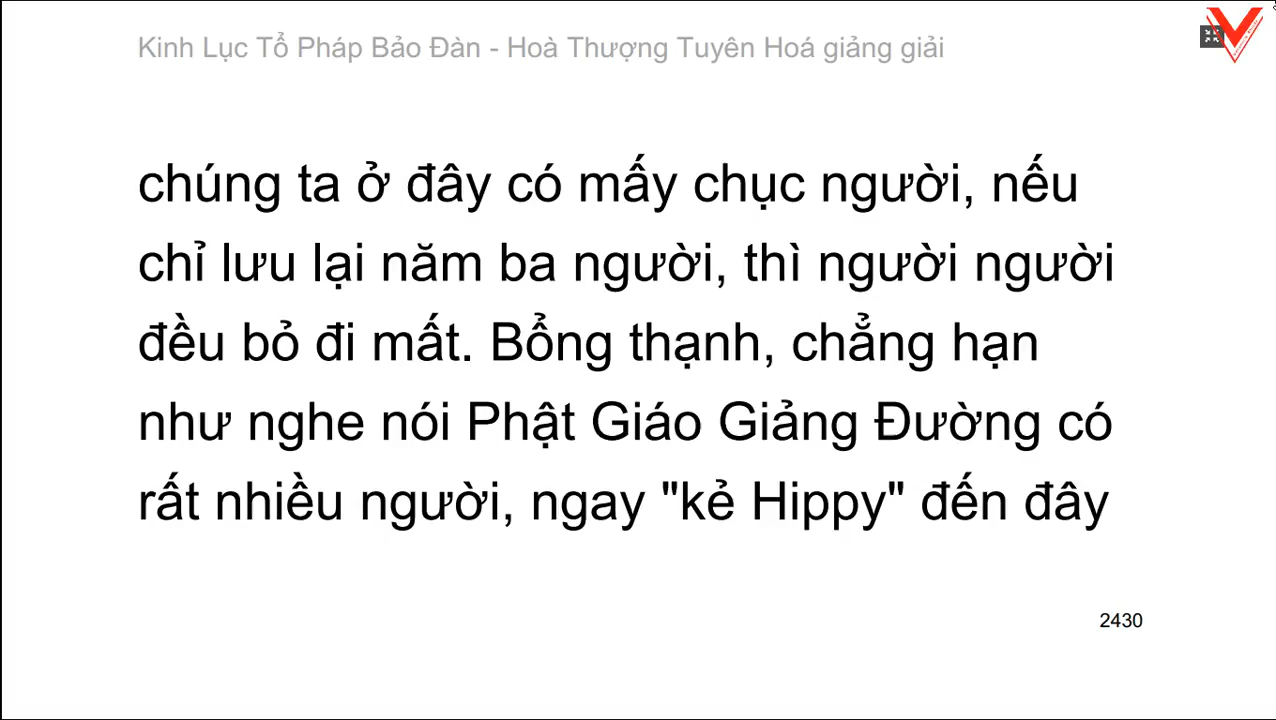 Kinh Lục Tổ Pháp Bảo Đàn - Hoà Thượng Tuyên Hoá giảng giải
chúng ta ở đây có mấy chục người, nếu
chỉ lưu lại năm ba người, thì người người
đều bỏ đi mất. Bổng thạnh, chẳng hạn
như nghe nói Phật Giáo Giảng Đường có
rất nhiều người, ngay "kẻ Hippy" đến đây
2430